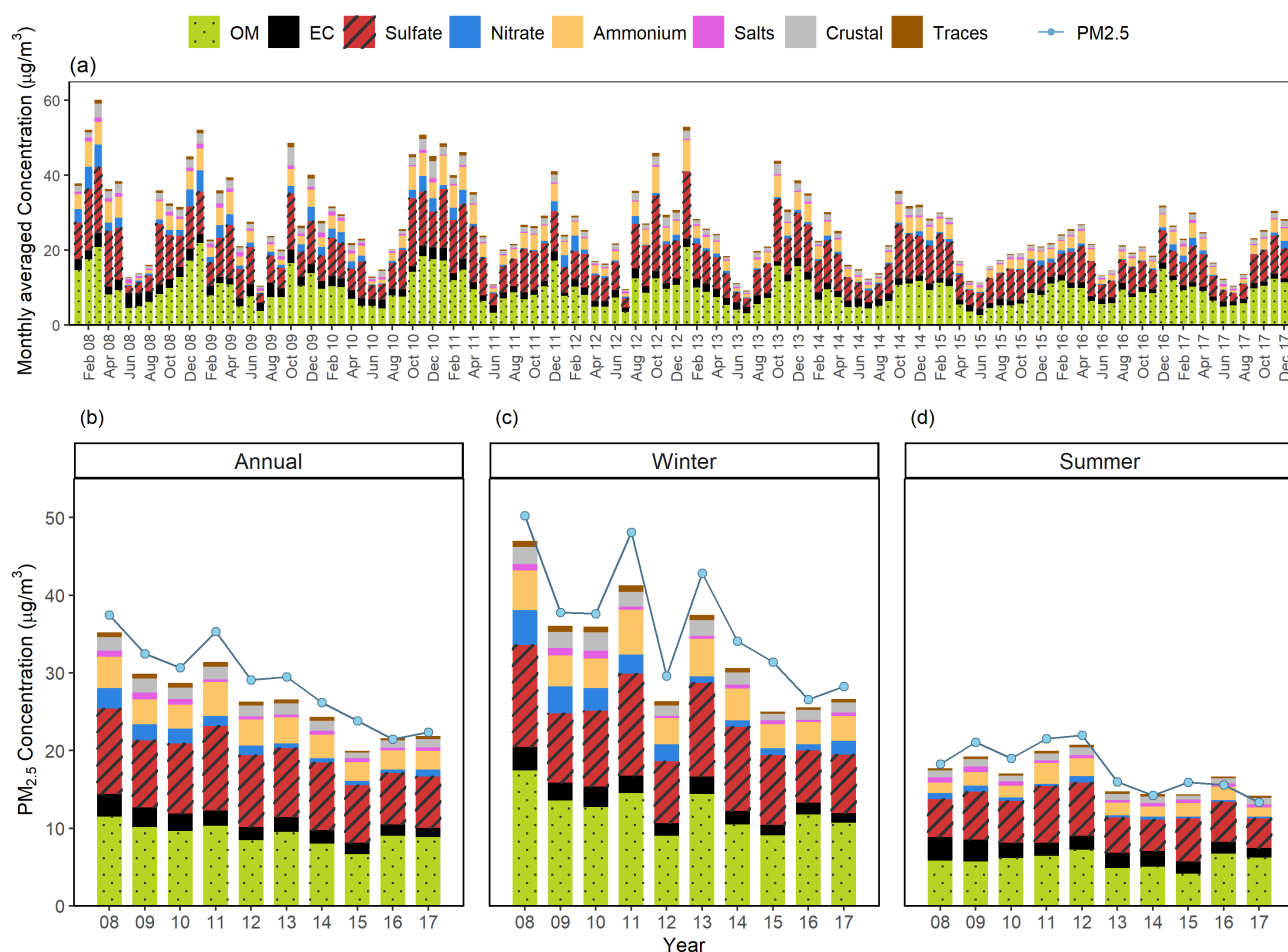 OM EC Sulfate Nitrate Ammonium Salts Crustal Traces PM2.5
(a)
Monthly averaged Concentration (μg/m³)
60
40
20
0
Feb 08 Apr 08 Jun 08 Aug 08 Oct 08 Dec 08 Feb 09 Apr 09 Jun 09 Aug 09 Oct 09 Dec 09 Feb 10 Apr 10 Jun 10 Aug 10 Oct 10 Dec 10 Feb 11 Apr 11 Jun 11 Aug 11 Oct 11 Dec 11 Feb 12 Apr 12 Jun 12 Aug 12 Oct 12 Dec 12 Feb 13 Apr 13 Jun 13 Aug 13 Oct 13 Dec 13 Feb 14 Apr 14 Jun 14 Aug 14 Oct 14 Dec 14 Feb 15 Apr 15 Jun 15 Aug 15 Oct 15 Dec 15 Feb 16 Apr 16 Jun 16 Aug 16 Oct 16 Dec 16 Feb 17 Apr 17 Jun 17 Aug 17 Oct 17 Dec 17
(b) (c) (d)
Annual Winter Summer
PM₂.₅ Concentration (μg/m³)
50
40
30
20
10
0
08 09 10 11 12 13 14 15 16 17 08 09 10 11 12 13 14 15 16 17 08 09 10 11 12 13 14 15 16 17
Year